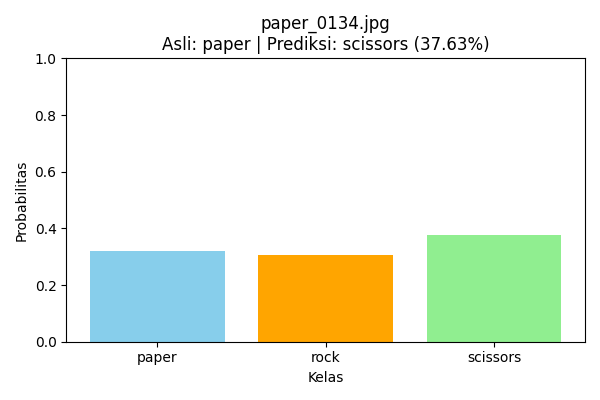 paper_0134.jpg
Asli: paper | Prediksi: scissors (37.63%)
1.0
0.8
0.6
0.4
0.2
0.0
Probabilitas
paper rock scissors
Kelas